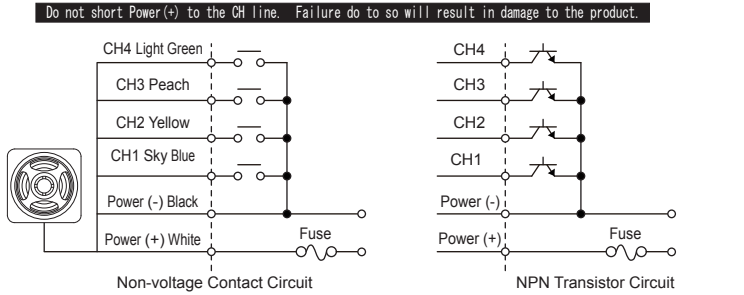 Do not short Power(+) to the CH line. Failure do to so will result in damage to the product.
CH4 Light Green
CH3 Peach
CH2 Yellow
CH1 Sky Blue
Power (-) Black
Power (+) White
Fuse
Non-voltage Contact Circuit
CH4
CH3
CH2
CH1
Power (-)
Power (+)
Fuse
NPN Transistor Circuit